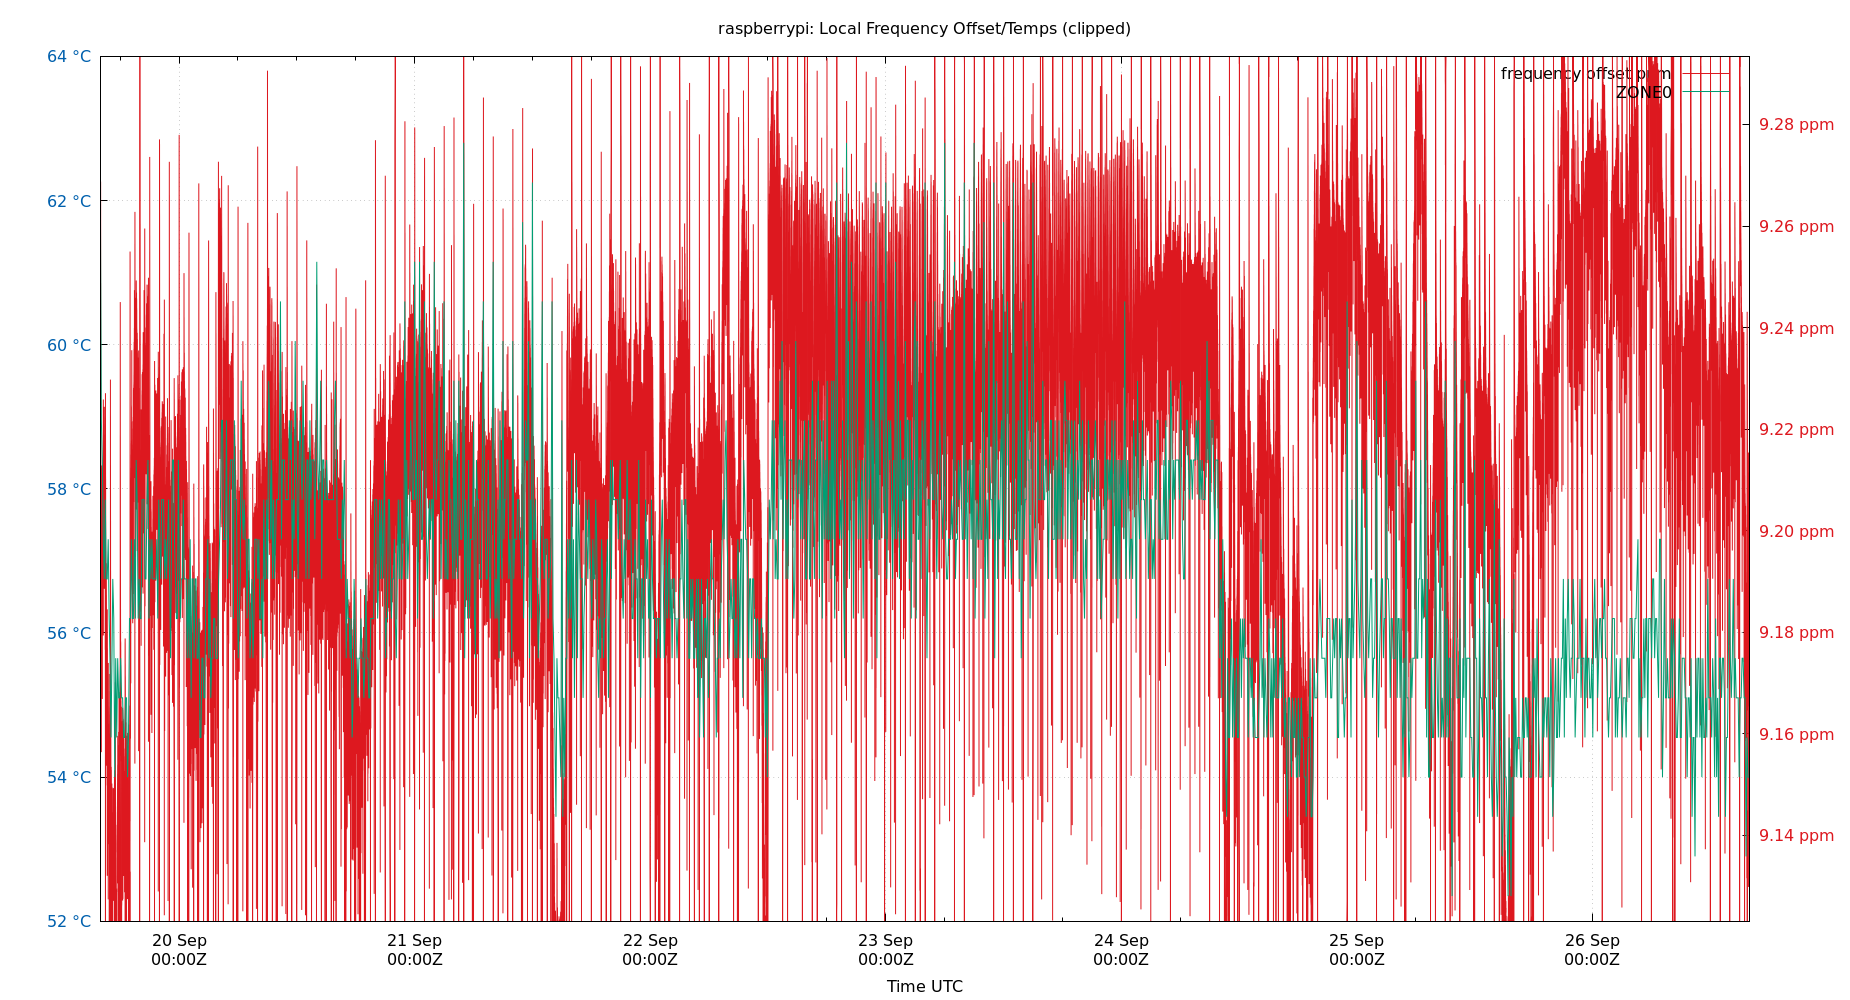 raspberrypi: Local Frequency Offset/Temps (clipped)
64 °C
62 °C
60 °C
58 °C
56 °C
54 °C
52 °C
frequency offset ppm
ZONE0
9.28 ppm
9.26 ppm
9.24 ppm
9.22 ppm
9.20 ppm
9.18 ppm
9.16 ppm
9.14 ppm
20 Sep
00:00Z
21 Sep
00:00Z
22 Sep
00:00Z
23 Sep
00:00Z
24 Sep
00:00Z
25 Sep
00:00Z
26 Sep
00:00Z
Time UTC